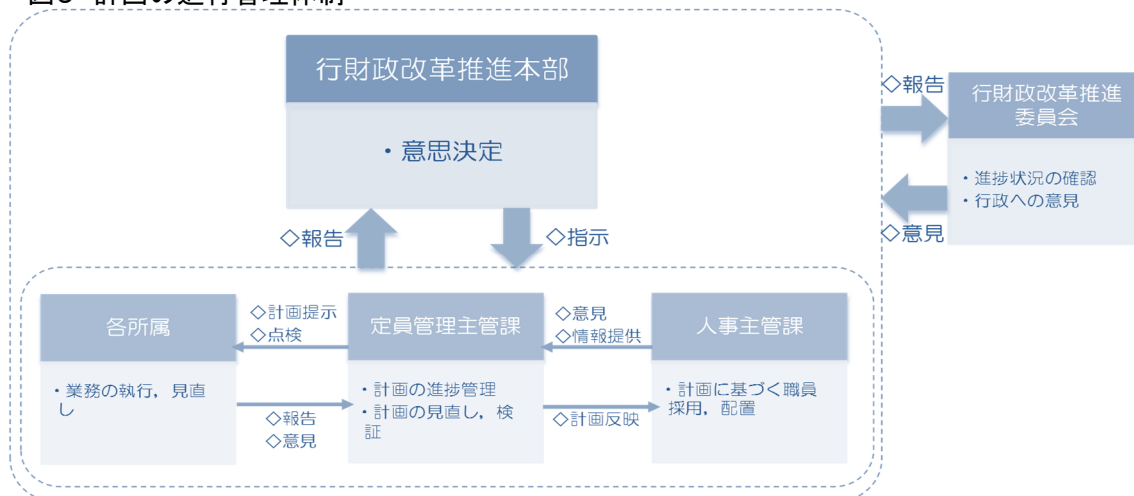 行財政改革推進本部
・意思決定
◇報告
◇指示
◇報告
◇意見
行財政改革推進
委員会
・進捗状況の確認
・行政への意見
各所属
・業務の執行，見直
し
◇計画提示
◇点検
◇報告
◇意見
定員管理主管課
・計画の進捗管理
・計画の見直し，検
証
◇意見
◇情報提供
◇計画反映
人事主管課
・計画に基づく職員
採用，配置